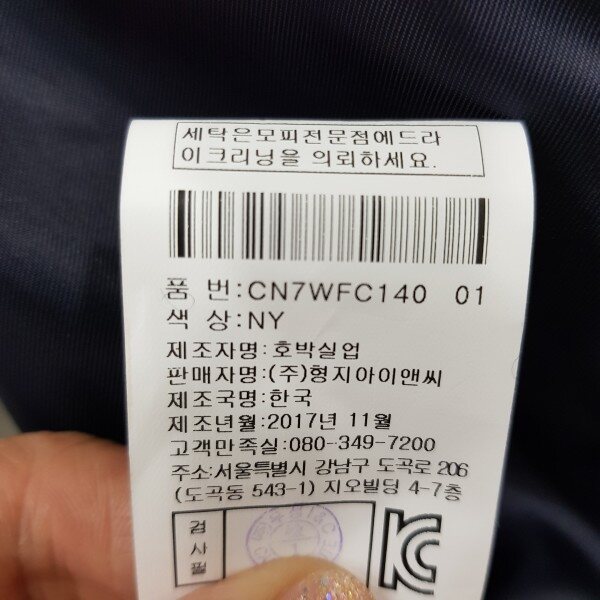 세탁은모피전문점에드라
이크리닝을 의뢰하세요.
품 번:CN7WFC140 01
색 상:NY
제조자명:호박실업
판매자명:(주)형지아이앤씨
제조국명:한국
제조년월:2017년 11월
고객만족실:080-349-7200
주소:서울특별시 강남구 도곡로 206
(도곡동 543-1) 지오빌딩 4-7층
검
사
필